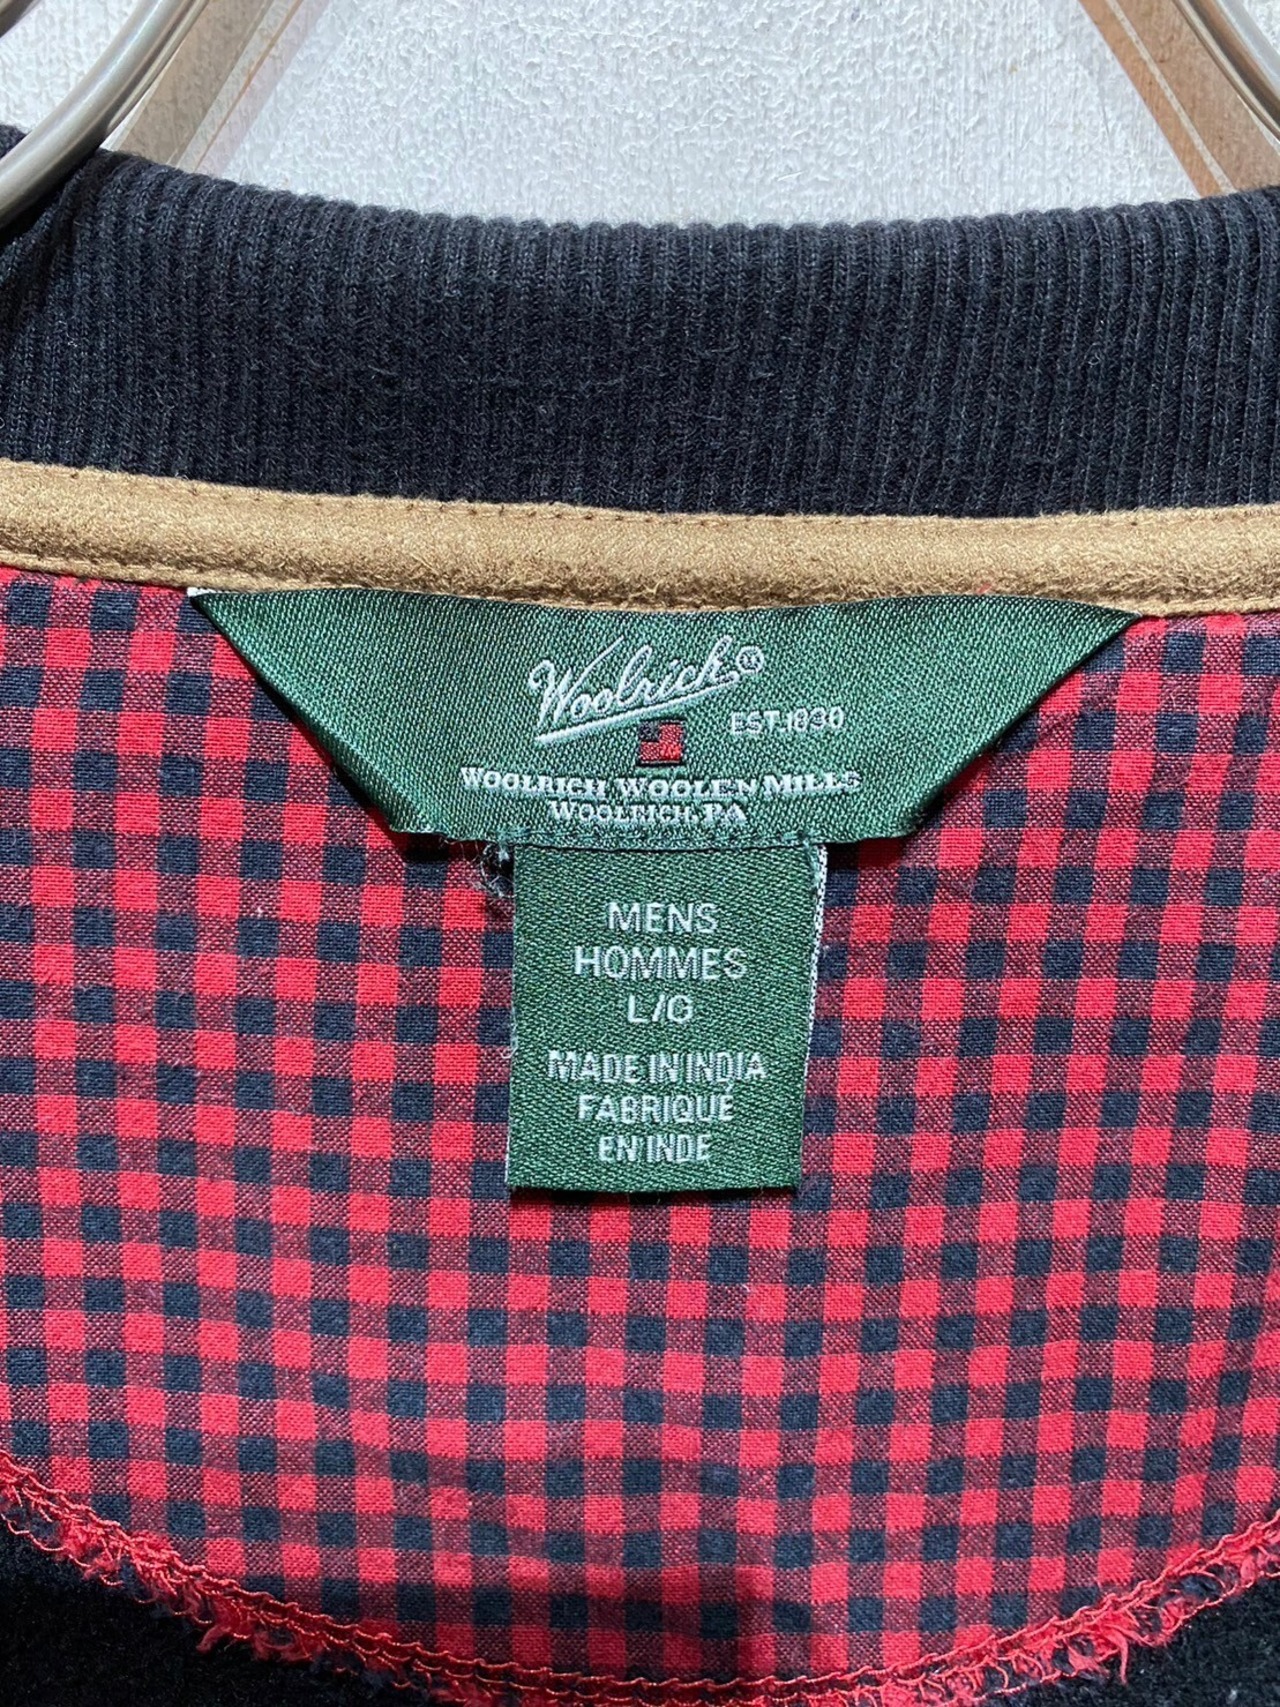 Woolrich®
EST.1830
WOOLRICH WOOLEN MILLS
WOOLRICH, PA
MENS
HOMMES
L/G
MADE IN INDIA
FABRIQUÉ
EN INDE